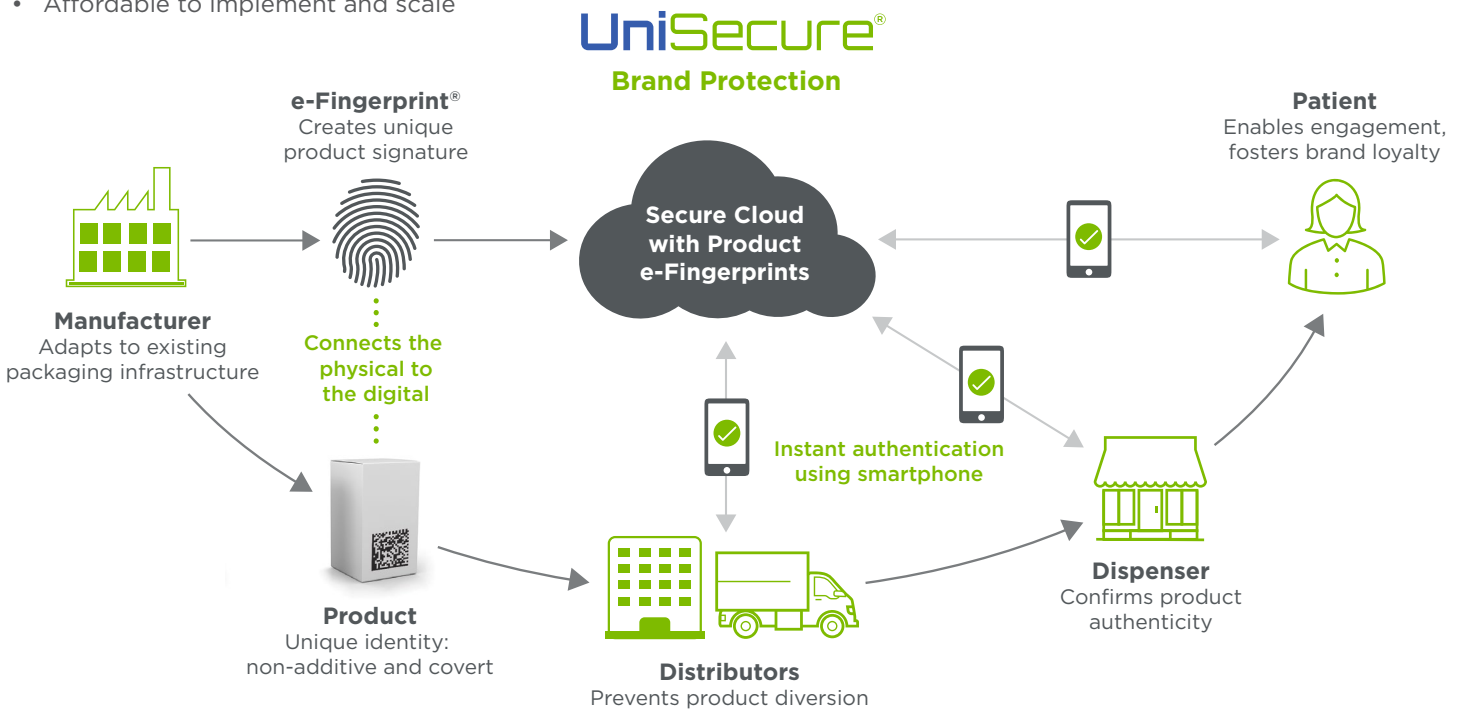 • Affordable to implement and scale
UniSecure®
Brand Protection
e-Fingerprint®
Creates unique
product signature
Patient
Enables engagement,
fosters brand loyalty
Secure Cloud
with Product
e-Fingerprints
Manufacturer
Adapts to existing
packaging infrastructure
Connects the
physical to
the digital
Instant authentication
using smartphone
Product
Unique identity:
non-additive and covert
Distributors
Prevents product diversion
Dispenser
Confirms product
authenticity